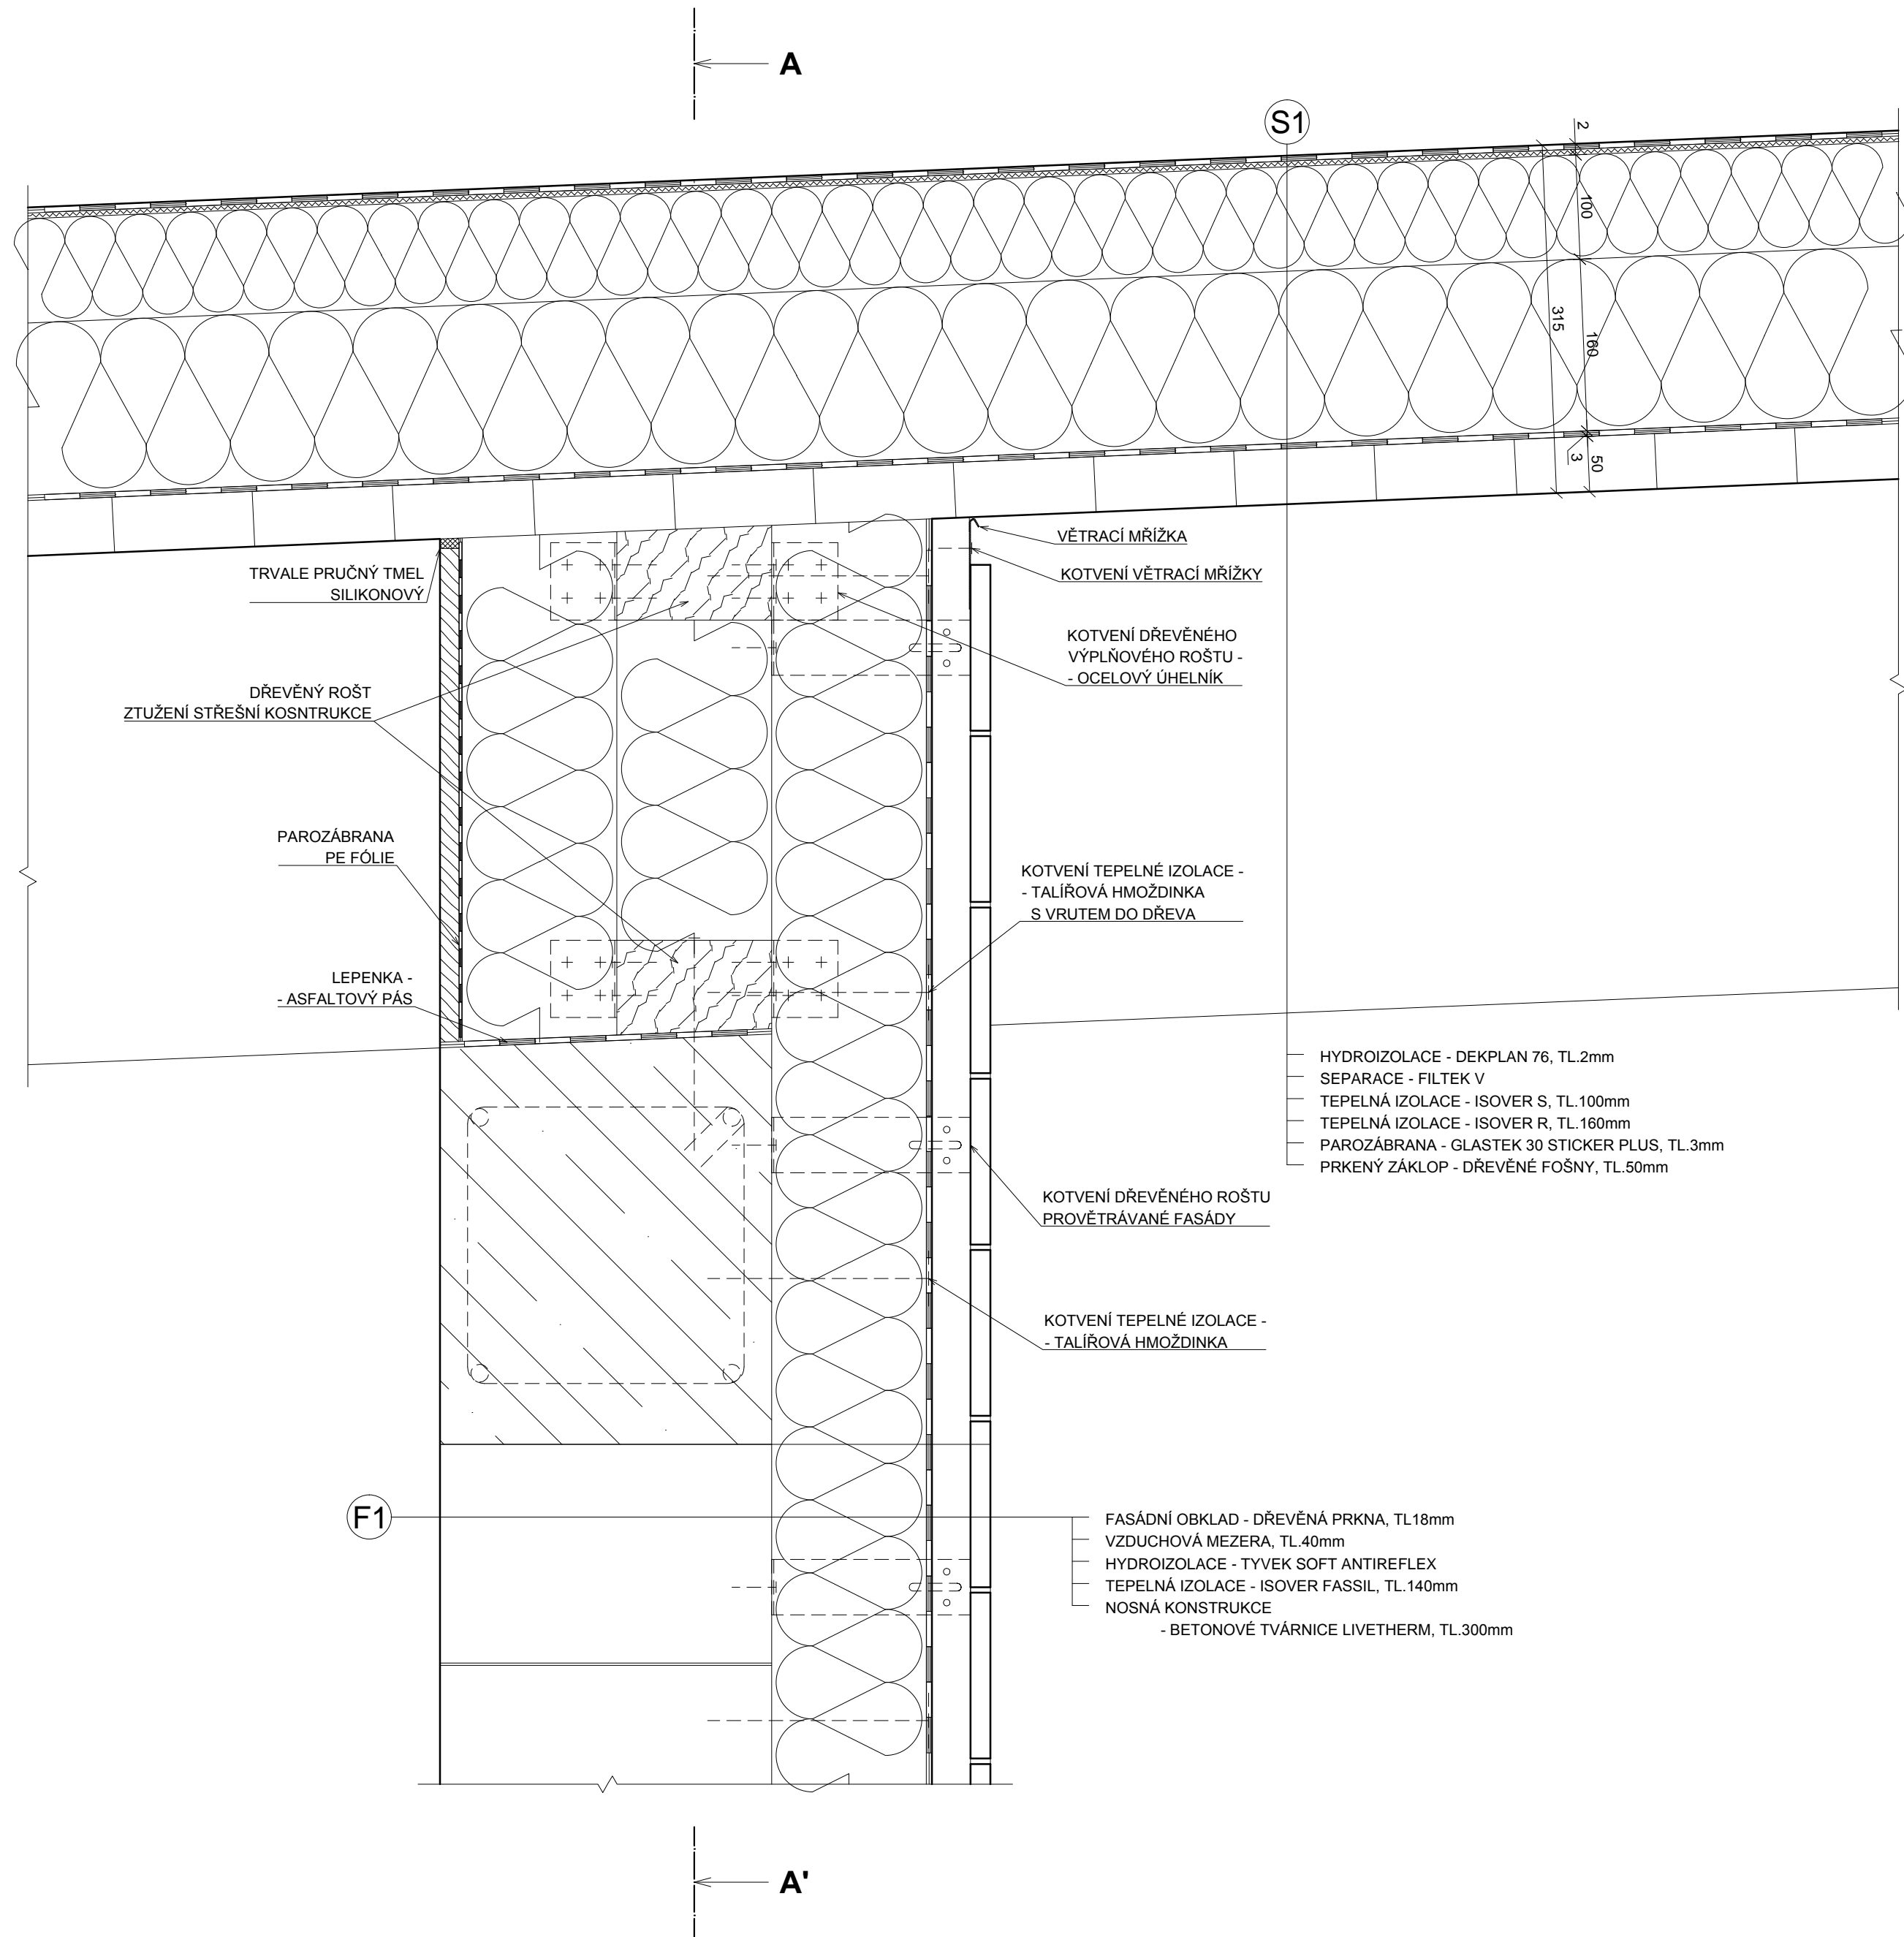 A
S1
2
100
315
160
3
50
VĚTRACÍ MŘÍŽKA
KOTVENÍ VĚTRACÍ MŘÍŽKY
TRVALE PRUČNÝ TMEL
SILIKONOVÝ
KOTVENÍ DŘEVĚNÉHO
VÝPLŇOVÉHO ROŠTU -
- OCELOVÝ ÚHELNÍK
DŘEVĚNÝ ROŠT
ZTUŽENÍ STŘEŠNÍ KOSNTRUKCE
PAROZÁBRANA
PE FÓLIE
KOTVENÍ TEPELNÉ IZOLACE -
- TALÍŘOVÁ HMOŽDINKA
S VRUTEM DO DŘEVA
LEPENKA -
- ASFALTOVÝ PÁS
HYDROIZOLACE - DEKPLAN 76, TL.2mm
SEPARACE - FILTEK V
TEPELNÁ IZOLACE - ISOVER S, TL.100mm
TEPELNÁ IZOLACE - ISOVER R, TL.160mm
PAROZÁBRANA - GLASTEK 30 STICKER PLUS, TL.3mm
PRKENÝ ZÁKLOP - DŘEVĚNÉ FOŠNY, TL.50mm
KOTVENÍ DŘEVĚNÉHO ROŠTU
PROVĚTRÁVANÉ FASÁDY
KOTVENÍ TEPELNÉ IZOLACE -
- TALÍŘOVÁ HMOŽDINKA
F1
FASÁDNÍ OBKLAD - DŘEVĚNÁ PRKNA, TL18mm
VZDUCHOVÁ MEZERA, TL.40mm
HYDROIZOLACE - TYVEK SOFT ANTIREFLEX
TEPELNÁ IZOLACE - ISOVER FASSIL, TL.140mm
NOSNÁ KONSTRUKCE
- BETONOVÉ TVÁRNICE LIVETHERM, TL.300mm
A'